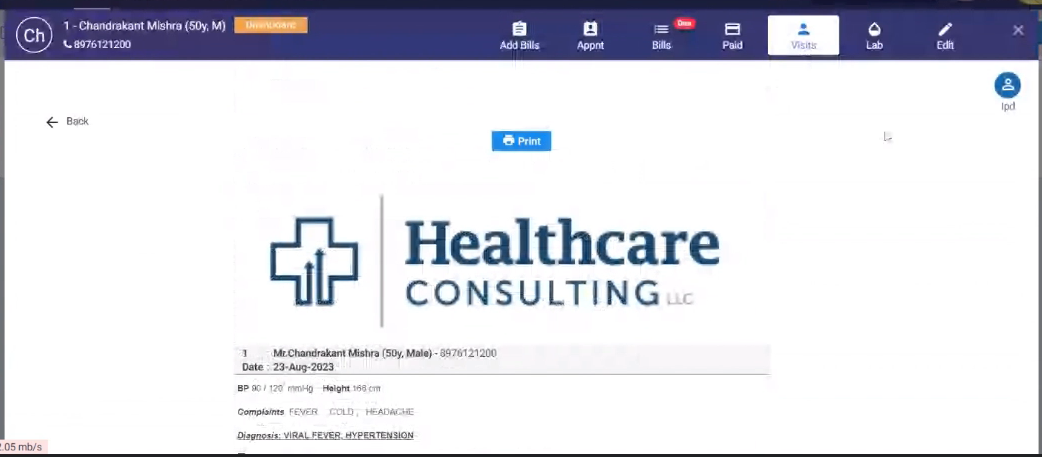 Ch
1 - Chandrakant Mishra (50y, M)
8976121200
Dashboard
Add Bills
Appnt
Bills
Due
Paid
Visits
Lab
Edit
Ipd
Back
Print
Healthcare
CONSULTING LLC
1 Mr.Chandrakant Mishra (50y, Male) - 8976121200
Date : 23-Aug-2023
BP 90 / 120 mmHg Height 168 cm
Complaints FEVER COLD, HEADACHE
Diagnosis: VIRAL FEVER, HYPERTENSION
2.05 mb/s